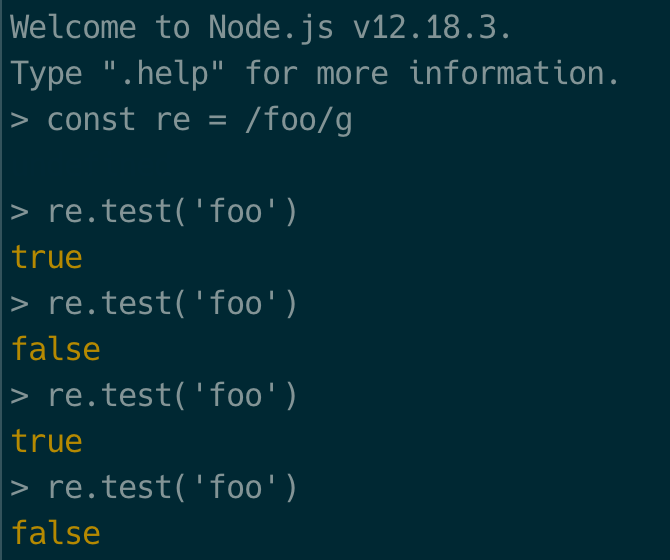 Welcome to Node.js v12.18.3.
Type ".help" for more information.
> const re = /foo/g
> re.test('foo')
true
> re.test('foo')
false
> re.test('foo')
true
> re.test('foo')
false